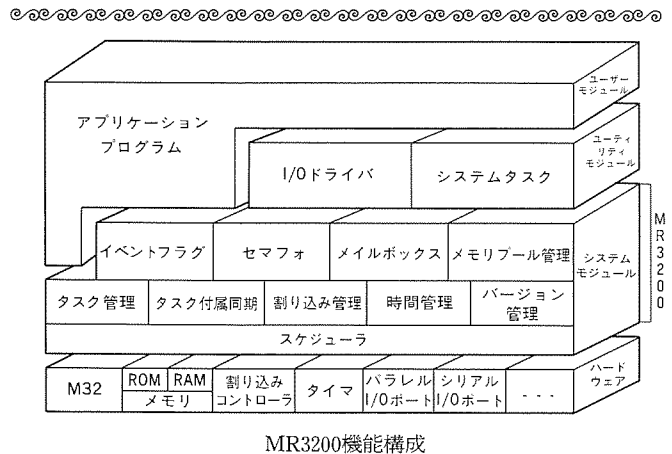 ユーザー
モジュール
アプリケーション
プログラム
ユーティ
リティ
モジュール
I/Oドライバ
システムタスク
イベントフラグ
セマフォ
メイルボックス
メモリプール管理
システム
モジュール
MR3200
タスク管理
タスク付属同期
割り込み管理
時間管理
バージョン
管理
スケジューラ
M32
ROM
RAM
メモリ
割り込み
コントローラ
タイマ
パラレル
I/Oポート
シリアル
I/Oポート
---
ハード
ウェア
MR3200機能構成